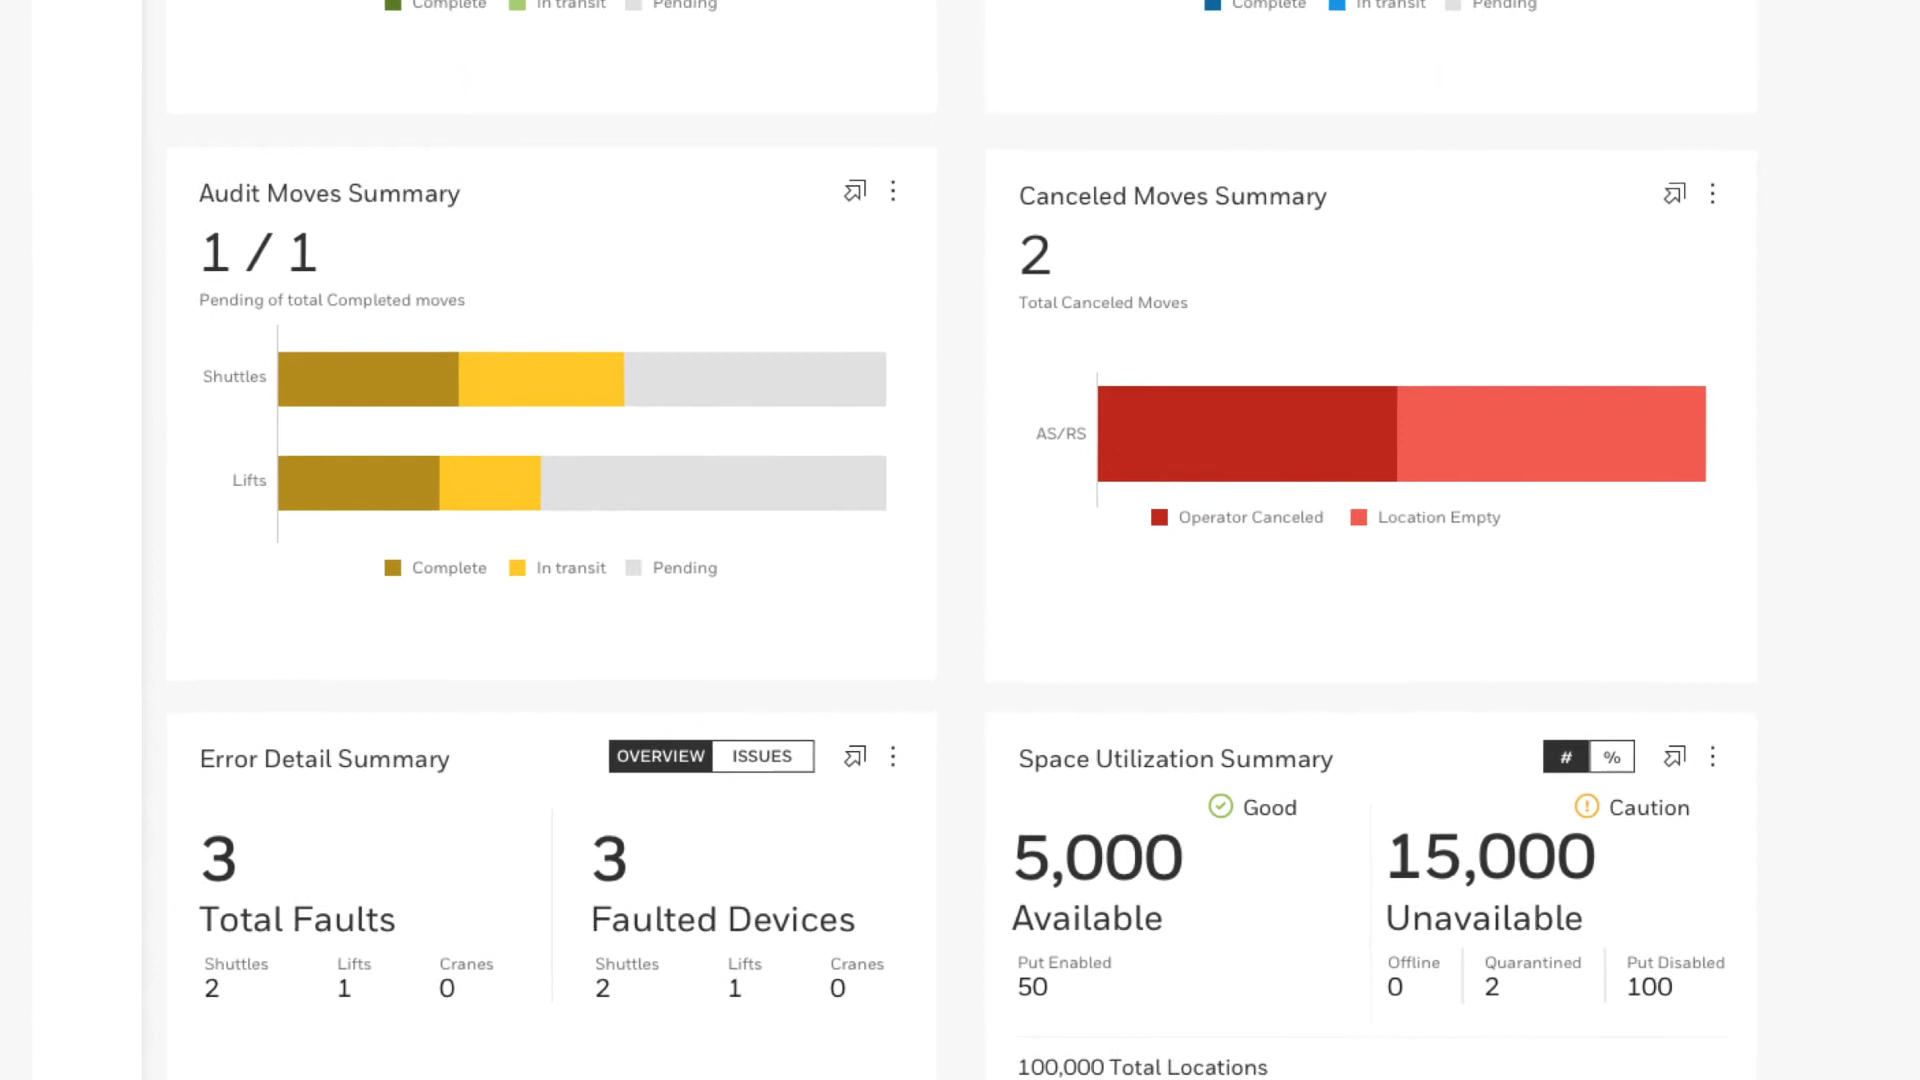 Complete In transit Pending
Complete In transit Pending
Audit Moves Summary
1 / 1
Pending of total Completed moves
Shuttles
Lifts
Complete In transit Pending
Canceled Moves Summary
2
Total Canceled Moves
AS/RS
Operator Canceled Location Empty
Error Detail Summary
OVERVIEW ISSUES
3
Total Faults
Shuttles Lifts Cranes
2 1 0
3
Faulted Devices
Shuttles Lifts Cranes
2 1 0
Space Utilization Summary
# %
Good
5,000
Available
Put Enabled
50
Caution
15,000
Unavailable
Offline Quarantined Put Disabled
0 2 100
100,000 Total Locations